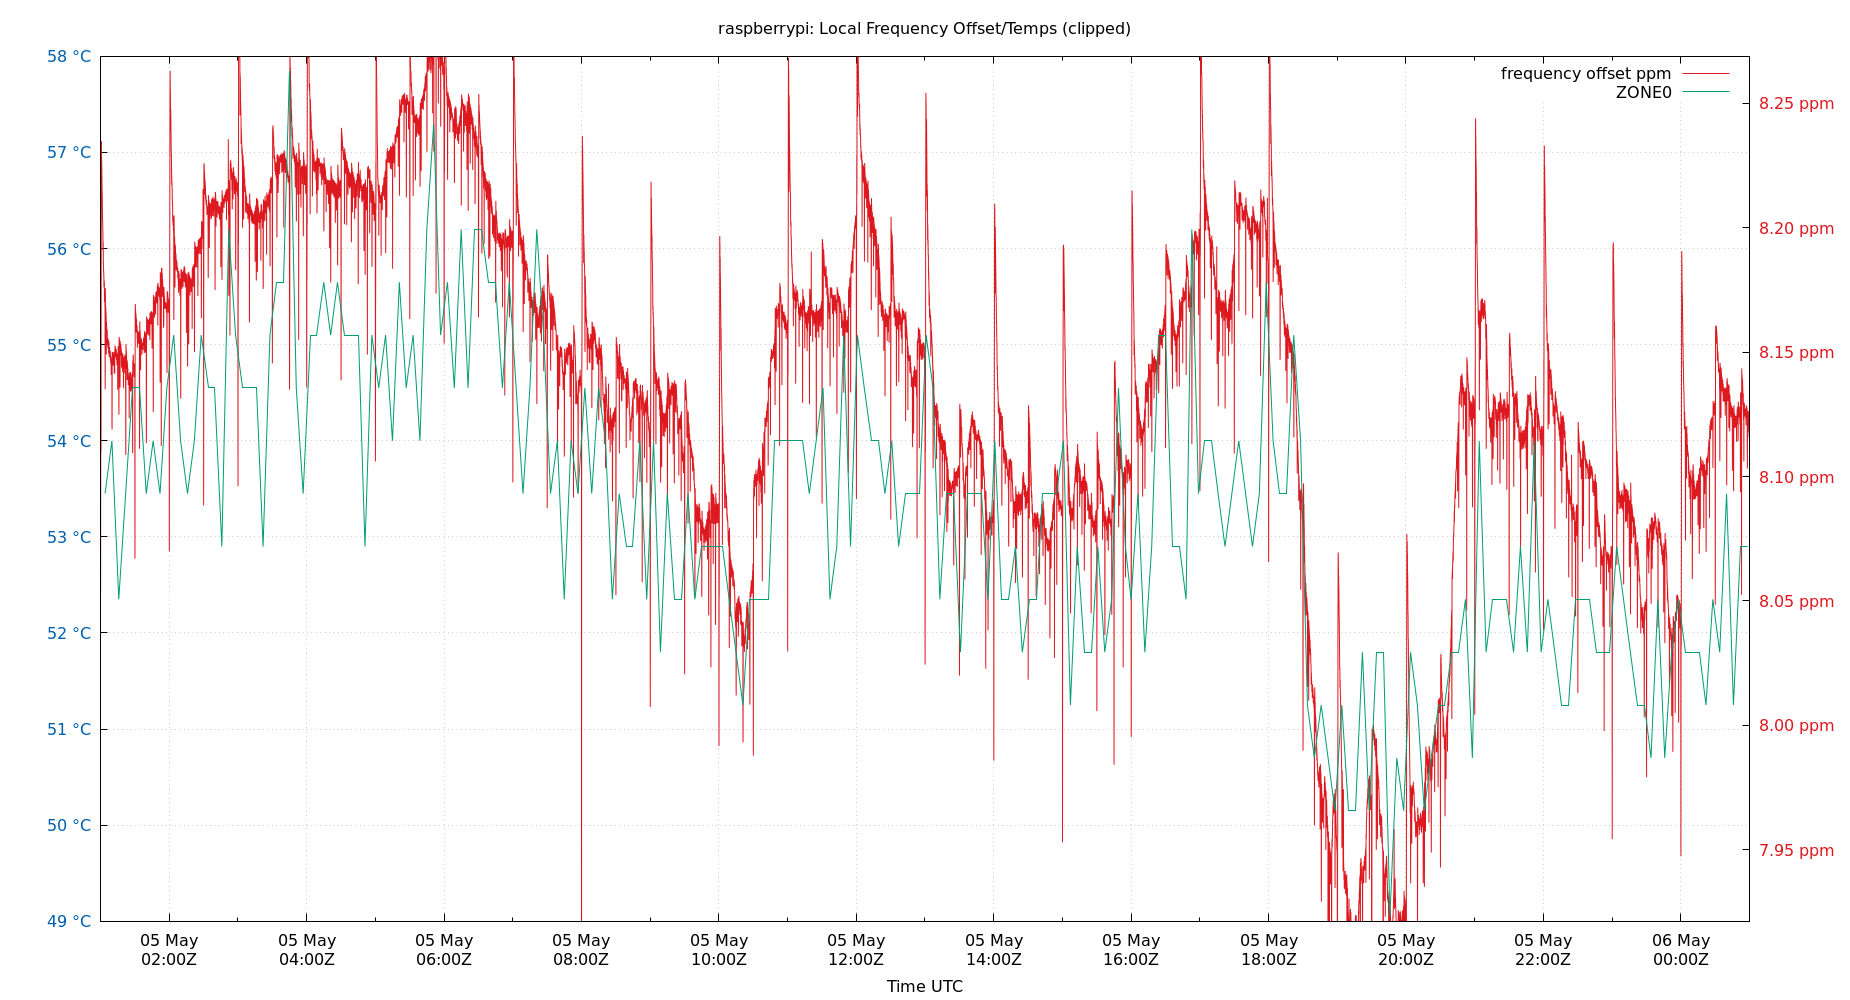 raspberrypi: Local Frequency Offset/Temps (clipped)
58 °C
57 °C
56 °C
55 °C
54 °C
53 °C
52 °C
51 °C
50 °C
49 °C
frequency offset ppm
ZONE0
8.25 ppm
8.20 ppm
8.15 ppm
8.10 ppm
8.05 ppm
8.00 ppm
7.95 ppm
05 May
02:00Z
05 May
04:00Z
05 May
06:00Z
05 May
08:00Z
05 May
10:00Z
05 May
12:00Z
05 May
14:00Z
05 May
16:00Z
05 May
18:00Z
05 May
20:00Z
05 May
22:00Z
06 May
00:00Z
Time UTC